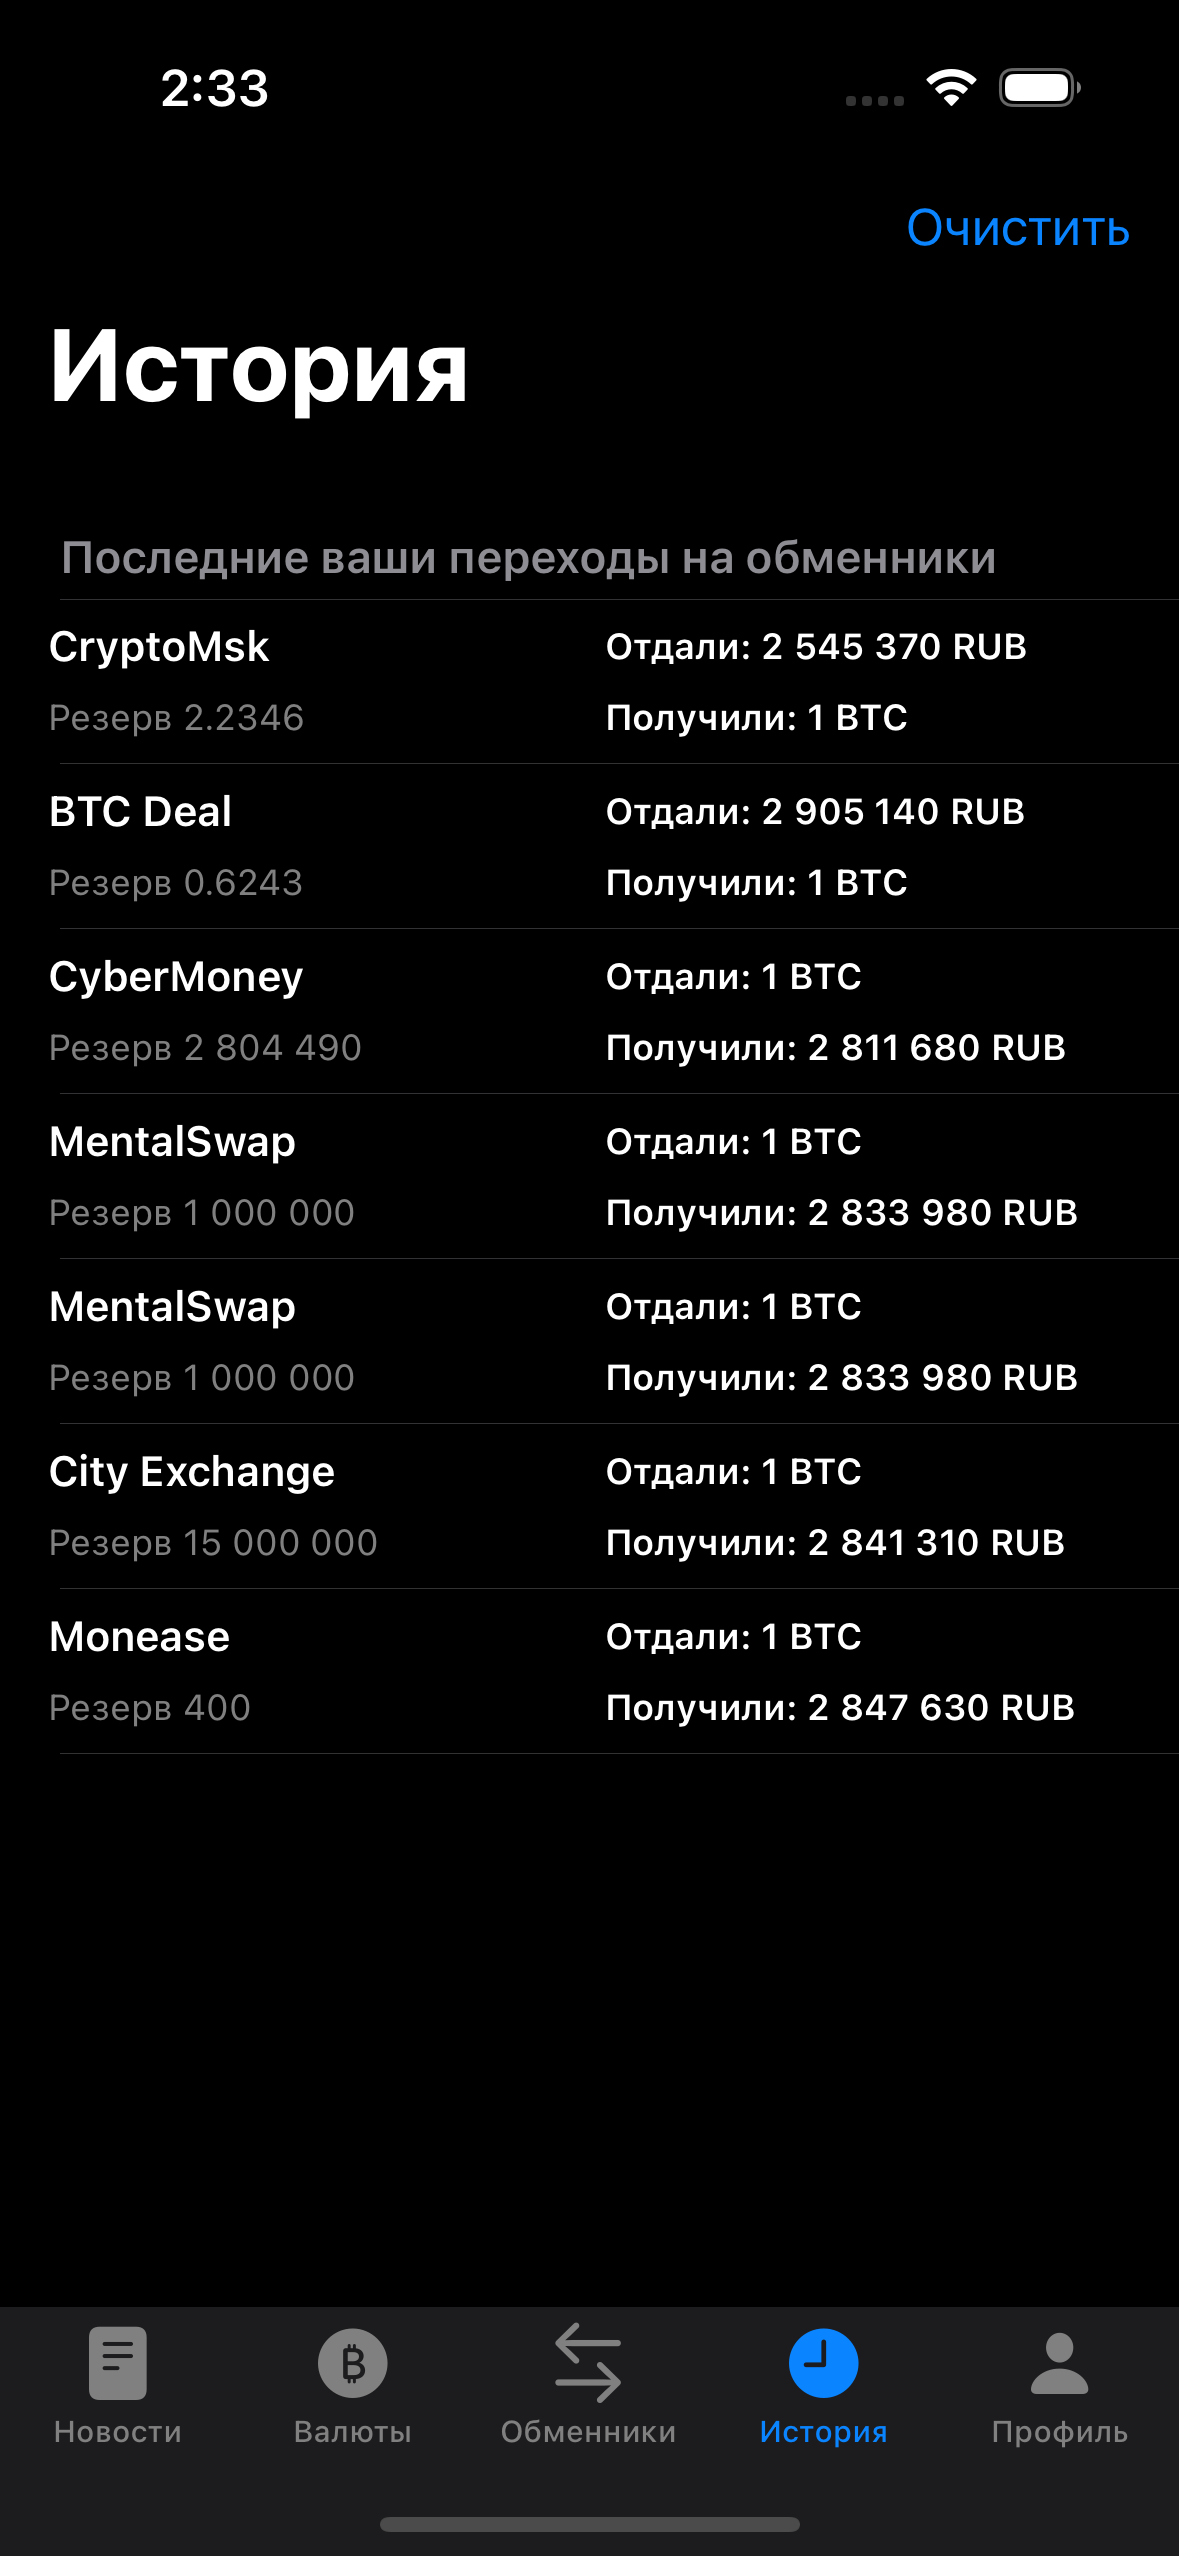 2:33
Очистить
История
Последние ваши переходы на обменники
CryptoMsk
Отдали: 2 545 370 RUB
Резерв 2.2346
Получили: 1 BTC
BTC Deal
Отдали: 2 905 140 RUB
Резерв 0.6243
Получили: 1 BTC
CyberMoney
Отдали: 1 BTC
Резерв 2 804 490
Получили: 2 811 680 RUB
MentalSwap
Отдали: 1 BTC
Резерв 1 000 000
Получили: 2 833 980 RUB
MentalSwap
Отдали: 1 BTC
Резерв 1 000 000
Получили: 2 833 980 RUB
City Exchange
Отдали: 1 BTC
Резерв 15 000 000
Получили: 2 841 310 RUB
Monease
Отдали: 1 BTC
Резерв 400
Получили: 2 847 630 RUB
Новости
Валюты
Обменники
История
Профиль